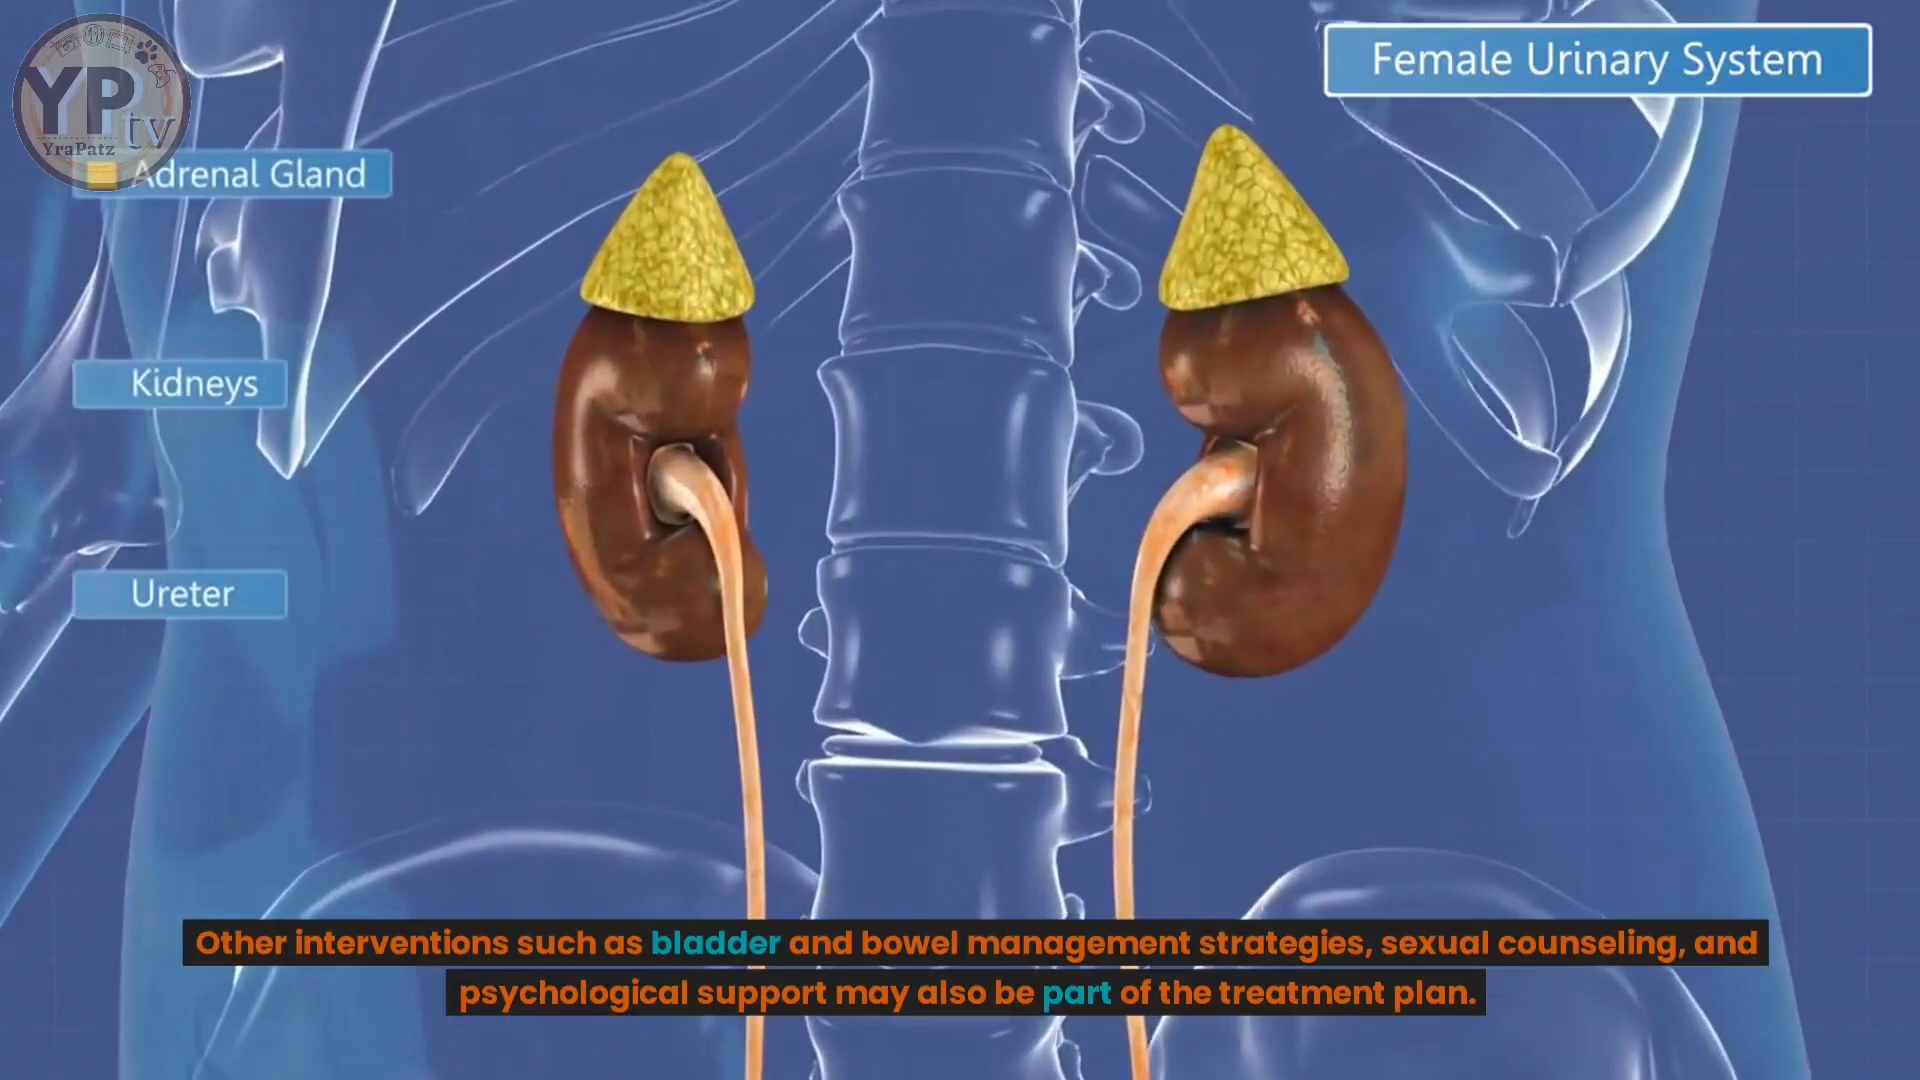 YP
tv
YraPatz
Female Urinary System
Adrenal Gland
Kidneys
Ureter
Other interventions such as bladder and bowel management strategies, sexual counseling, and
psychological support may also be part of the treatment plan.